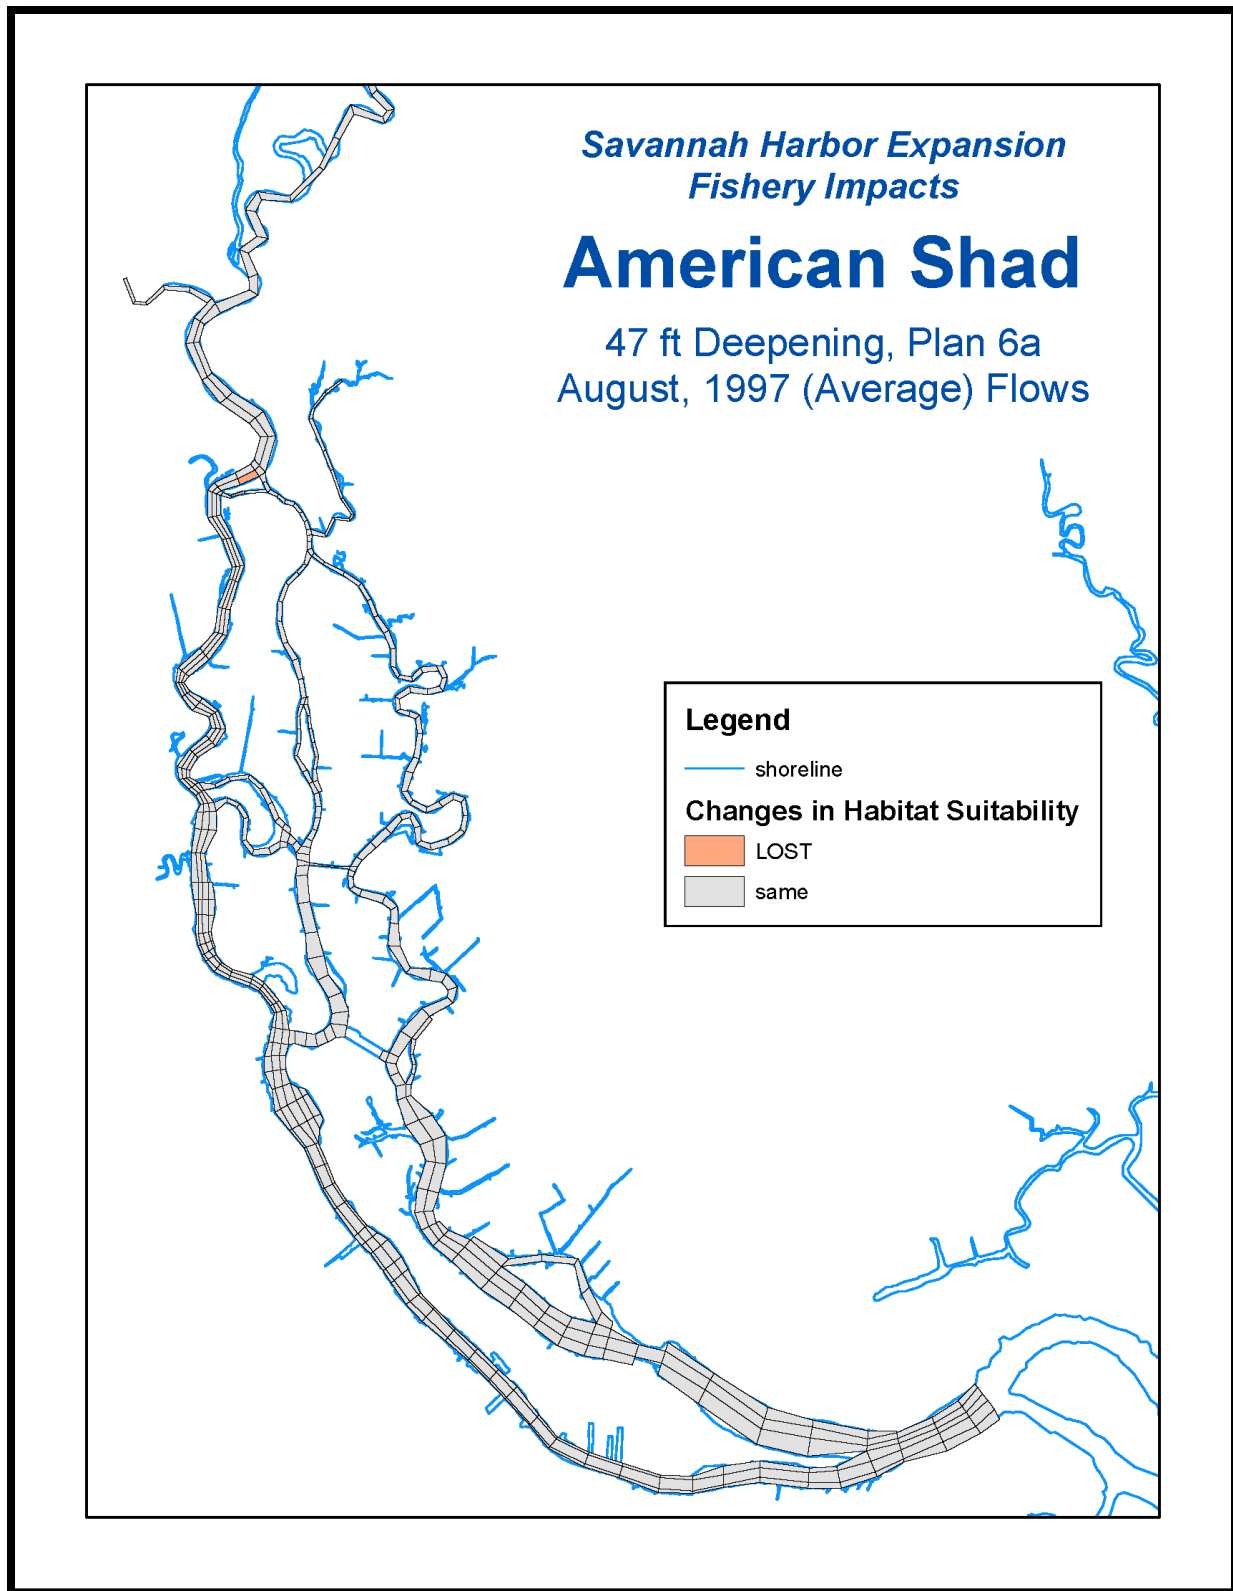 Savannah Harbor Expansion
Fishery Impacts
American Shad
47 ft Deepening, Plan 6a
August, 1997 (Average) Flows
Legend
shoreline
Changes in Habitat Suitability
LOST
same